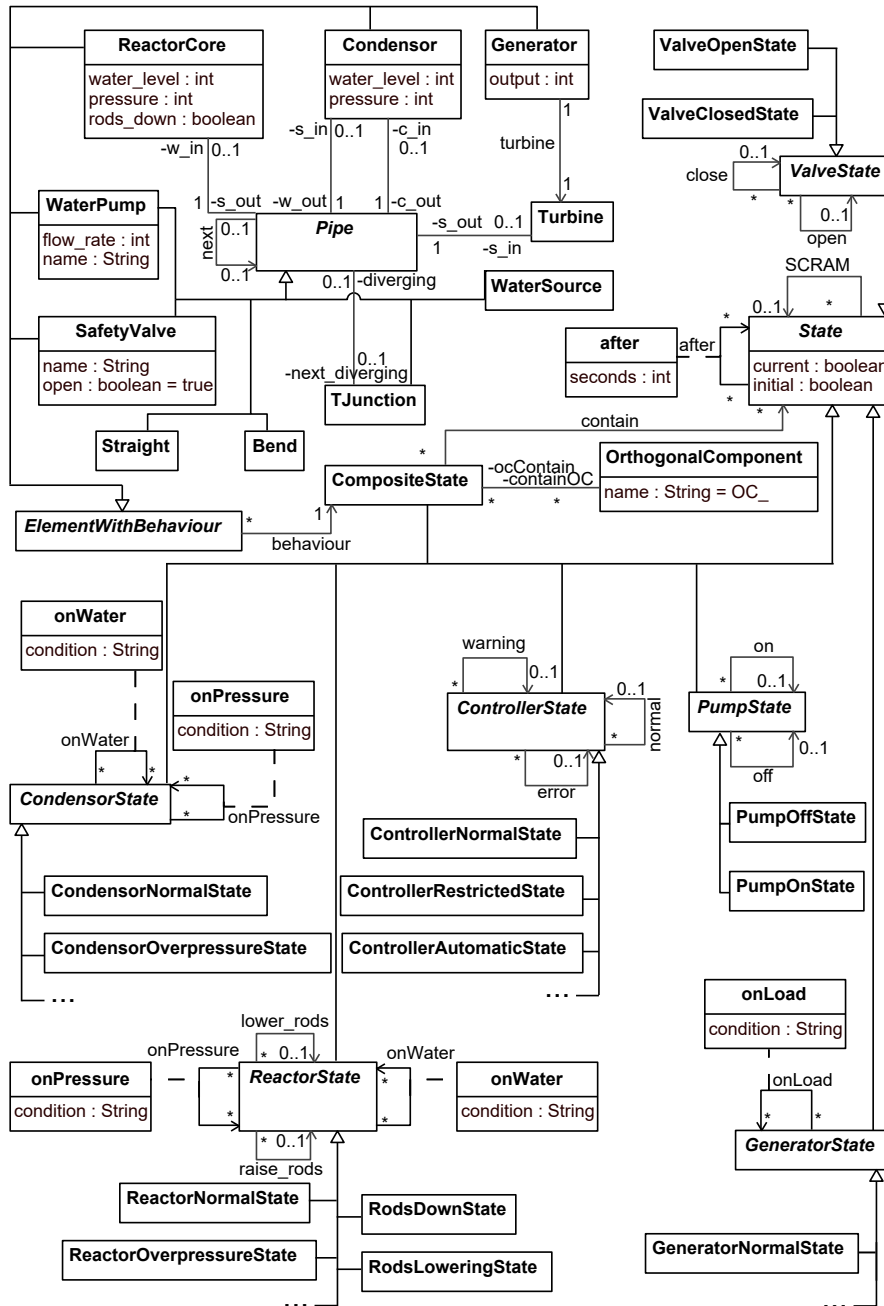 ReactorCore
water_level : int
pressure : int
rods_down : boolean
Condensor
water_level : int
pressure : int
Generator
output : int
ValveOpenState
ValveClosedState
ValveState
0..1
close
*
*
0..1
open
-w_in
0..1
-s_in
0..1
-c_in
0..1
1
turbine
1
Turbine
WaterPump
flow_rate : int
name : String
1
-s_out
-w_out
1
1
-c_out
Pipe
next
0..1
0..1
-s_out
0..1
1
-s_in
0..1
-diverging
WaterSource
SafetyValve
name : String
open : boolean = true
0..1
-next_diverging
TJunction
Straight
Bend
SCRAM
0..1
*
State
current : boolean
initial : boolean
after
seconds : int
after
*
*
*
contain
*
CompositeState
-ocContain
-containOC
*
*
OrthogonalComponent
name : String = OC_
ElementWithBehaviour
*
1
behaviour
onWater
condition : String
onPressure
condition : String
onWater
*
*
CondensorState
*
*
onPressure
CondensorNormalState
CondensorOverpressureState
...
warning
*
0..1
ControllerState
0..1
*
normal
*
0..1
error
ControllerNormalState
ControllerRestrictedState
ControllerAutomaticState
...
on
*
0..1
PumpState
*
0..1
off
PumpOffState
PumpOnState
lower_rods
*
0..1
onPressure
onWater
onPressure
condition : String
*
*
ReactorState
*
*
onWater
condition : String
*
0..1
raise_rods
ReactorNormalState
RodsDownState
ReactorOverpressureState
RodsLoweringState
...
onLoad
condition : String
onLoad
*
*
GeneratorState
GeneratorNormalState
...